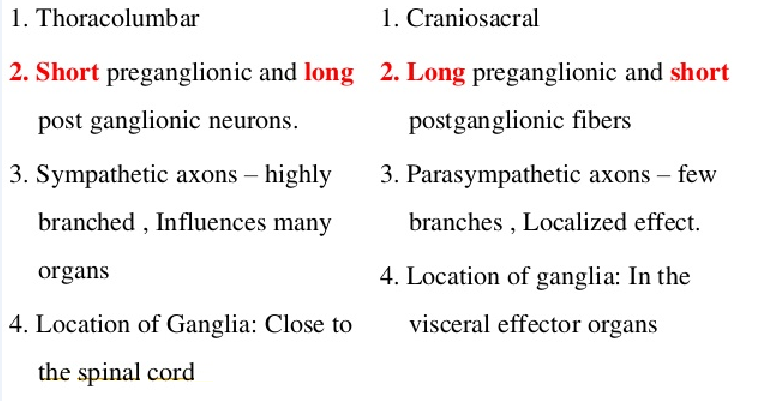 1. Thoracolumbar
2. Short preganglionic and long
post ganglionic neurons.
3. Sympathetic axons – highly
branched , Influences many
organs
4. Location of Ganglia: Close to
the spinal cord
1. Craniosacral
2. Long preganglionic and short
postganglionic fibers
3. Parasympathetic axons – few
branches , Localized effect.
4. Location of ganglia: In the
visceral effector organs